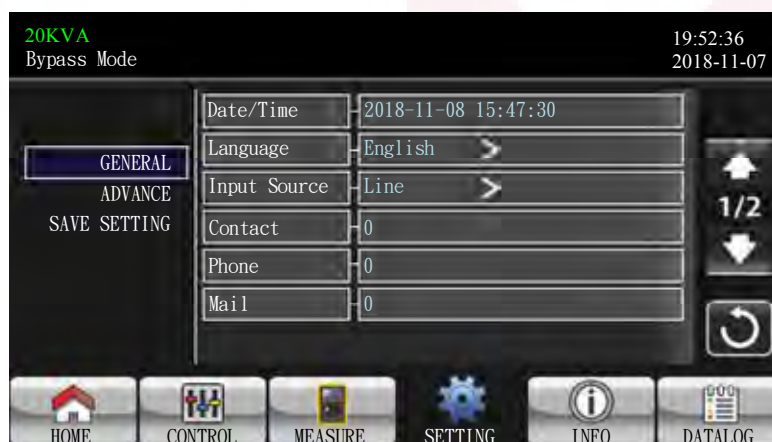 20KVA
Bypass Mode
19:52:36
2018-11-07
GENERAL
ADVANCE
SAVE SETTING
Date/Time 2018-11-08 15:47:30
Language English >
Input Source Line >
Contact 0
Phone 0
Mail 0
1/2
HOME CONTROL MEASURE SETTING INFO DATALOG